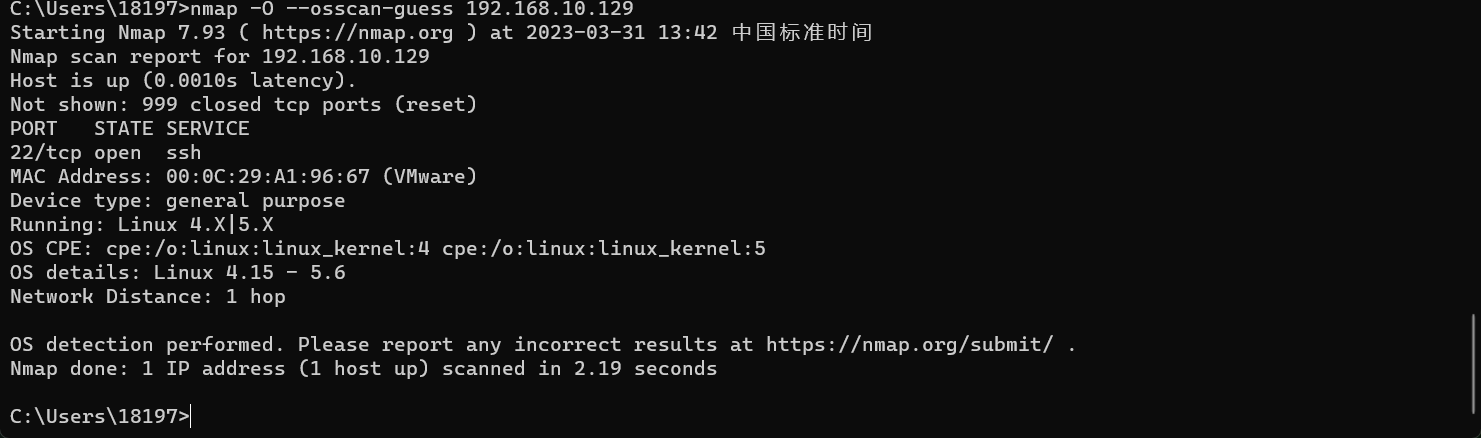 C:\Users\18197>nmap -O --osscan-guess 192.168.10.129
Starting Nmap 7.93 ( https://nmap.org ) at 2023-03-31 13:42 中国标准时间
Nmap scan report for 192.168.10.129
Host is up (0.0010s latency).
Not shown: 999 closed tcp ports (reset)
PORT   STATE SERVICE
22/tcp open  ssh
MAC Address: 00:0C:29:A1:96:67 (VMware)
Device type: general purpose
Running: Linux 4.X|5.X
OS CPE: cpe:/o:linux:linux_kernel:4 cpe:/o:linux:linux_kernel:5
OS details: Linux 4.15 - 5.6
Network Distance: 1 hop
OS detection performed. Please report any incorrect results at https://nmap.org/submit/ .
Nmap done: 1 IP address (1 host up) scanned in 2.19 seconds
C:\Users\18197>